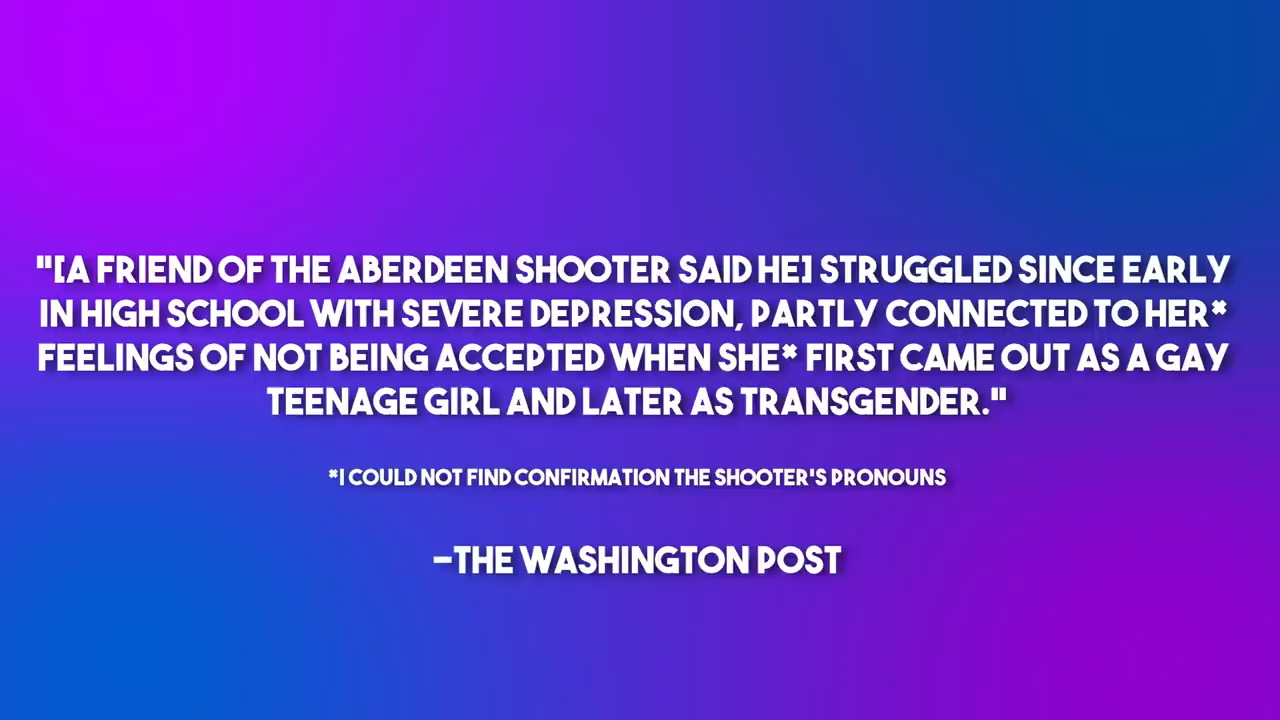 "[A FRIEND OF THE ABERDEEN SHOOTER SAID HE] STRUGGLED SINCE EARLY
IN HIGH SCHOOL WITH SEVERE DEPRESSION, PARTLY CONNECTED TO HER*
FEELINGS OF NOT BEING ACCEPTED WHEN SHE* FIRST CAME OUT AS A GAY
TEENAGE GIRL AND LATER AS TRANSGENDER."
*I COULD NOT FIND CONFIRMATION THE SHOOTER'S PRONOUNS
-THE WASHINGTON POST